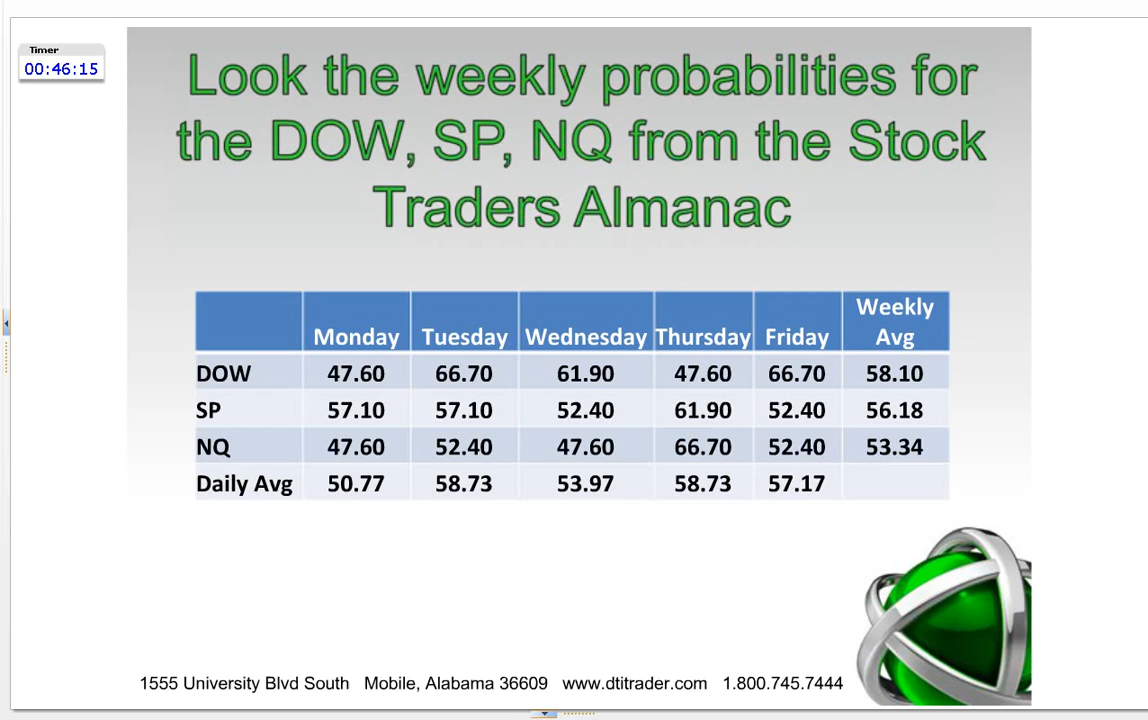 Timer
00:46:15
Look the weekly probabilities for
the DOW, SP, NQ from the Stock
Traders Almanac
Monday Tuesday Wednesday Thursday Friday Weekly Avg
DOW 47.60 66.70 61.90 47.60 66.70 58.10
SP 57.10 57.10 52.40 61.90 52.40 56.18
NQ 47.60 52.40 47.60 66.70 52.40 53.34
Daily Avg 50.77 58.73 53.97 58.73 57.17
1555 University Blvd South Mobile, Alabama 36609 www.dtitrader.com 1.800.745.7444